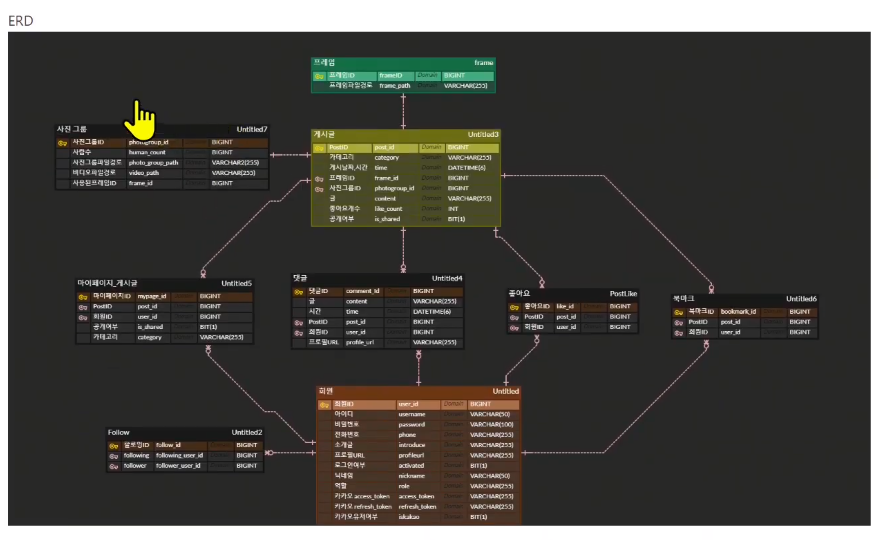 ERD
프레임 frame
프레임ID frameID Domain BIGINT
프레임파일경로 frame_path Domain VARCHAR(255)
사진 그룹 Untitled7
사진그룹ID photogroup_id BIGINT
사람수 human_count BIGINT
사진그룹파일경로 photo_group_path VARCHAR2(255)
비디오파일경로 video_path VARCHAR2(255)
사용된프레임ID frame_id BIGINT
게시글 Untitled3
PostID post_id Domain BIGINT
카테고리 category Domain VARCHAR(255)
게시날짜,시간 time Domain DATETIME(6)
프레임ID frame_id Domain BIGINT
사진그룹ID photogroup_id Domain BIGINT
글 content Domain VARCHAR(255)
좋아요개수 like_count Domain INT
공개여부 is_shared Domain BIT(1)
마이페이지_게시글 Untitled5
마이페이지ID mypage_id BIGINT
PostID post_id BIGINT
회원ID user_id BIGINT
공개여부 is_shared BIT(1)
카테고리 category VARCHAR(255)
댓글 Untitled4
댓글ID comment_id BIGINT
글 content VARCHAR(255)
시간 time DATETIME(6)
PostID post_id BIGINT
회원ID user_id BIGINT
프로필URL profile_url VARCHAR(255)
좋아요 PostLike
좋아요ID like_id BIGINT
PostID post_id BIGINT
회원ID user_id BIGINT
북마크 Untitled6
북마크ID bookmark_id BIGINT
PostID post_id BIGINT
회원ID user_id BIGINT
Follow Untitled2
팔로잉ID follow_id BIGINT
following following_user_id BIGINT
follower follower_user_id BIGINT
회원 Untitled
회원ID user_id Domain BIGINT
아이디 username Domain VARCHAR(50)
비밀번호 password Domain VARCHAR(100)
전화번호 phone Domain VARCHAR(255)
소개글 introduce Domain VARCHAR(255)
프로필URL profileurl Domain VARCHAR(255)
로그인여부 activated Domain BIT(1)
닉네임 nickname Domain VARCHAR(50)
역할 role Domain VARCHAR(255)
카카오 access_token access_token Domain VARCHAR(255)
카카오 refresh_token refresh_token Domain VARCHAR(255)
카카오유저여부 iskakao Domain BIT(1)